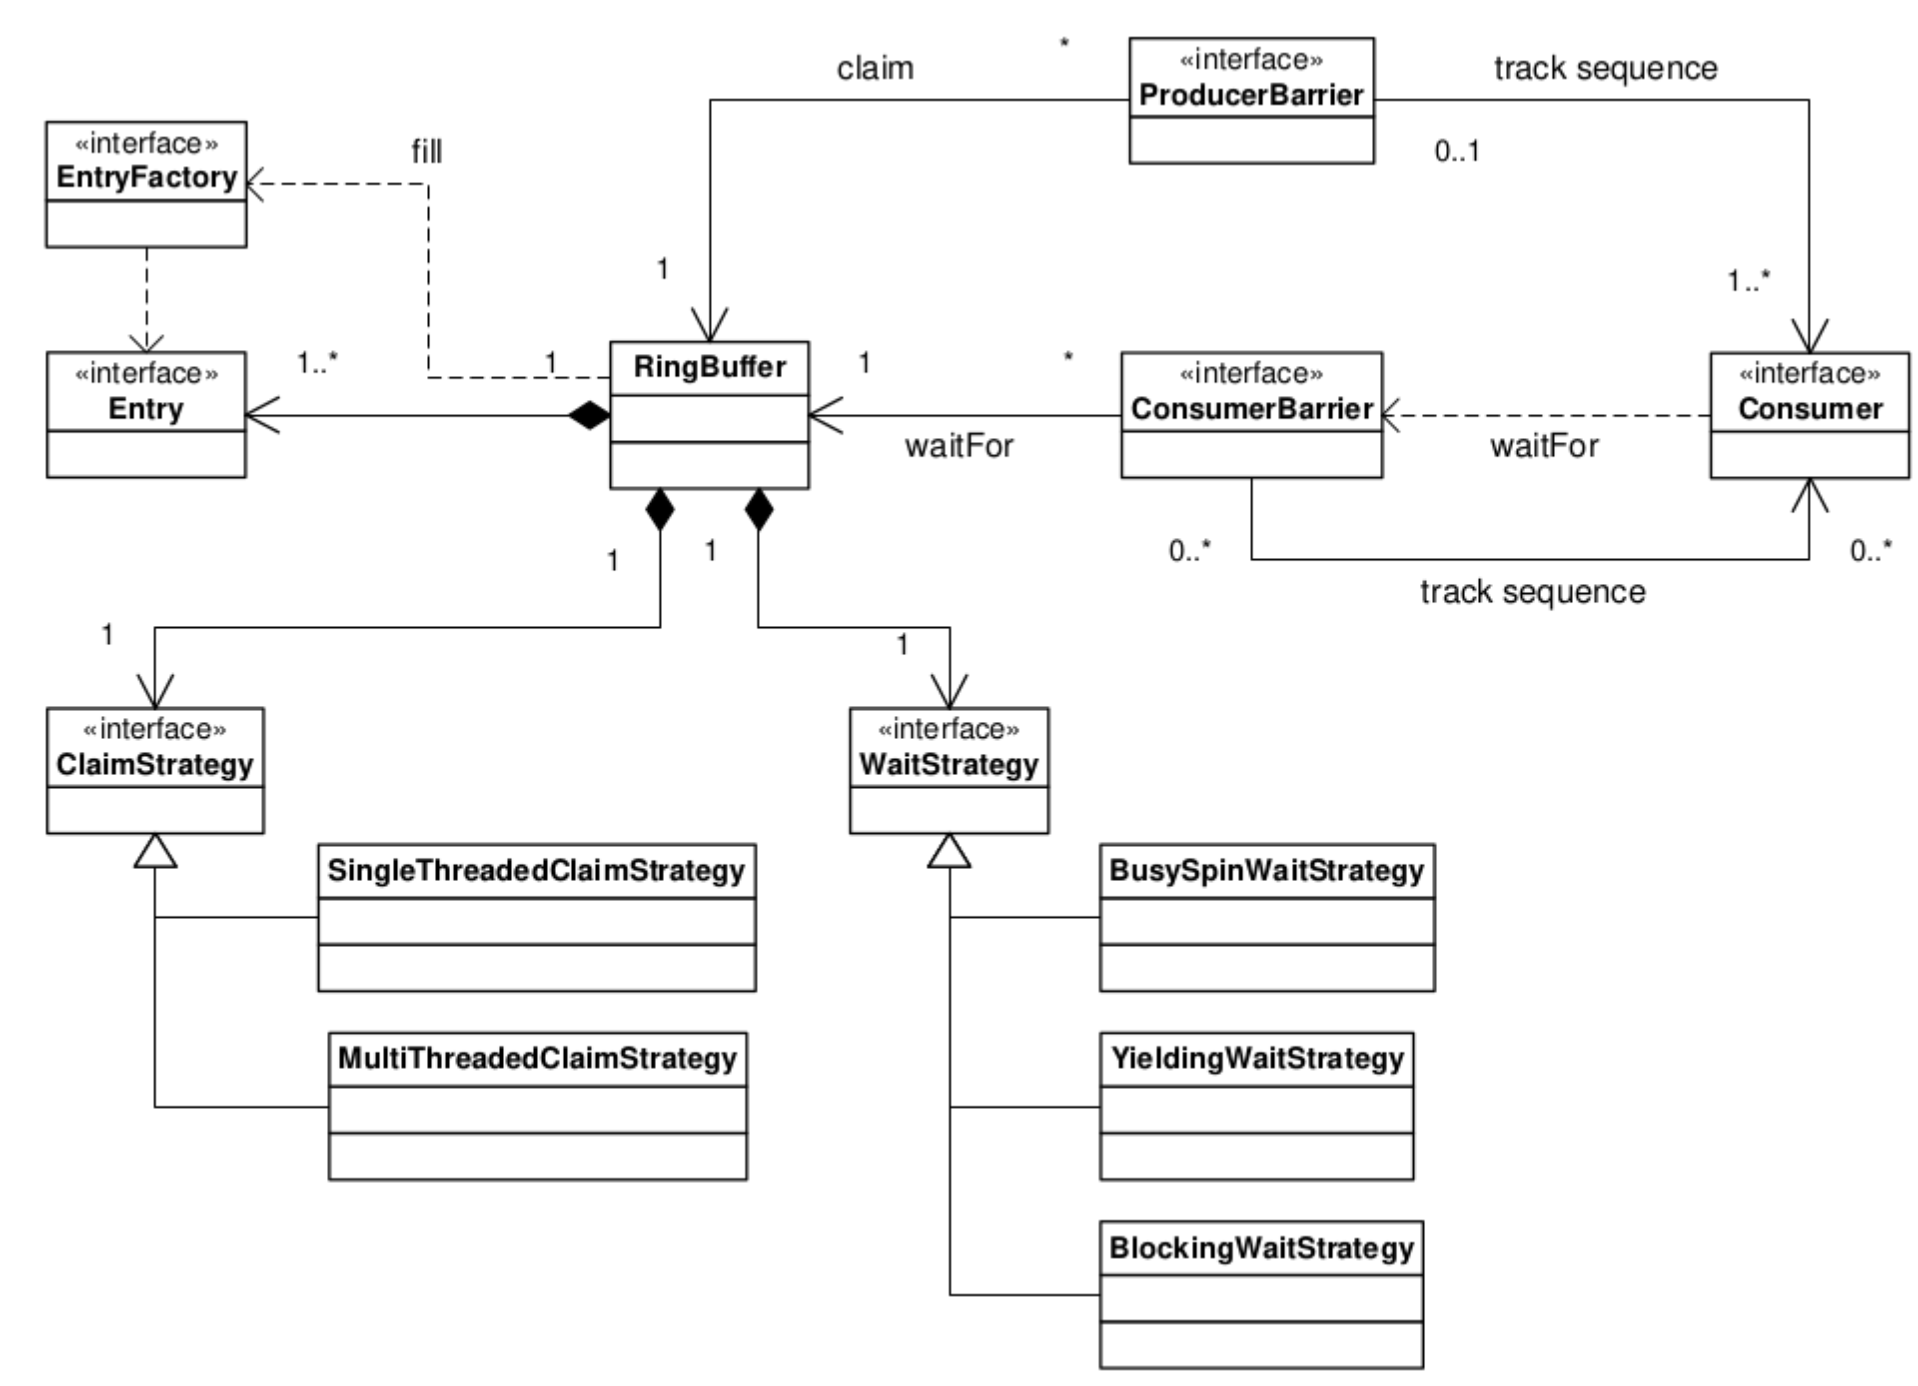 *
claim
«interface»
ProducerBarrier
track sequence
0..1
«interface»
EntryFactory
fill
1
1..*
«interface»
Entry
1..*
1
RingBuffer
1
*
waitFor
«interface»
ConsumerBarrier
waitFor
«interface»
Consumer
1
1
0..*
0..*
track sequence
1
1
«interface»
ClaimStrategy
«interface»
WaitStrategy
SingleThreadedClaimStrategy
BusySpinWaitStrategy
MultiThreadedClaimStrategy
YieldingWaitStrategy
BlockingWaitStrategy